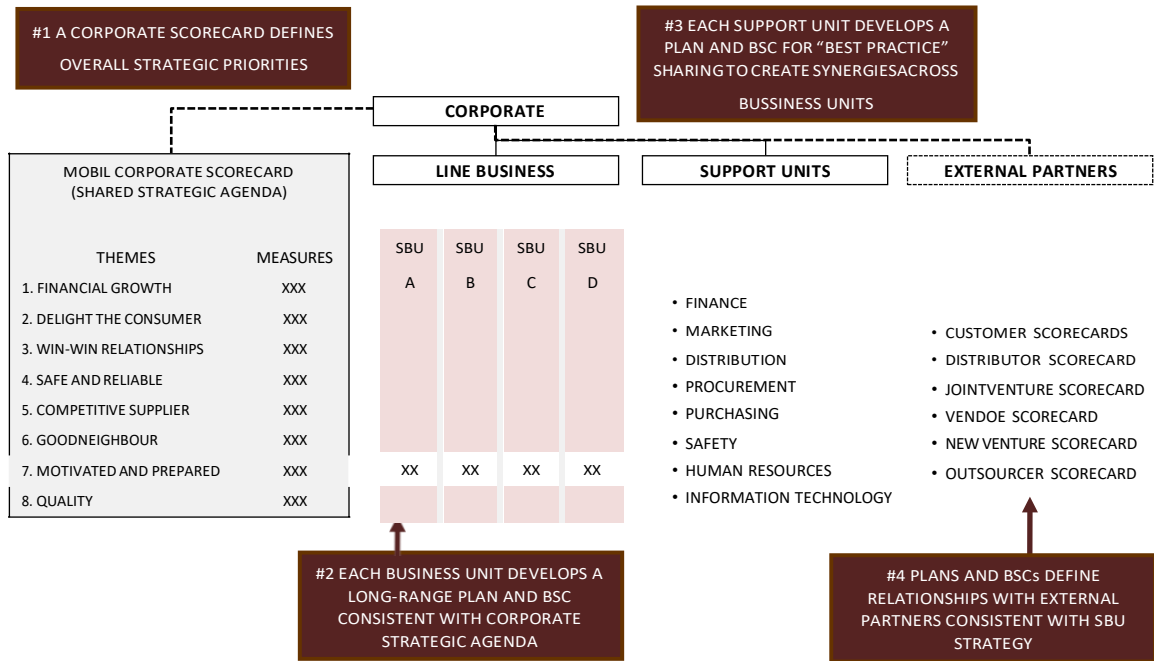 #1 A CORPORATE SCORECARD DEFINES
OVERALL STRATEGIC PRIORITIES
#3 EACH SUPPORT UNIT DEVELOPS A
PLAN AND BSC FOR “BEST PRACTICE”
SHARING TO CREATE SYNERGIESACROSS
BUSSINESS UNITS
CORPORATE
MOBIL CORPORATE SCORECARD
(SHARED STRATEGIC AGENDA)
THEMES MEASURES
1. FINANCIAL GROWTH XXX
2. DELIGHT THE CONSUMER XXX
3. WIN-WIN RELATIONSHIPS XXX
4. SAFE AND RELIABLE XXX
5. COMPETITIVE SUPPLIER XXX
6. GOODNEIGHBOUR XXX
7. MOTIVATED AND PREPARED XXX
8. QUALITY XXX
LINE BUSINESS
SBU SBU SBU SBU
A B C D
XX XX XX XX
SUPPORT UNITS
• FINANCE
• MARKETING
• DISTRIBUTION
• PROCUREMENT
• PURCHASING
• SAFETY
• HUMAN RESOURCES
• INFORMATION TECHNOLOGY
EXTERNAL PARTNERS
• CUSTOMER SCORECARDS
• DISTRIBUTOR SCORECARD
• JOINTVENTURE SCORECARD
• VENDOE SCORECARD
• NEW VENTURE SCORECARD
• OUTSOURCER SCORECARD
#2 EACH BUSINESS UNIT DEVELOPS A
LONG-RANGE PLAN AND BSC
CONSISTENT WITH CORPORATE
STRATEGIC AGENDA
#4 PLANS AND BSCs DEFINE
RELATIONSHIPS WITH EXTERNAL
PARTNERS CONSISTENT WITH SBU
STRATEGY